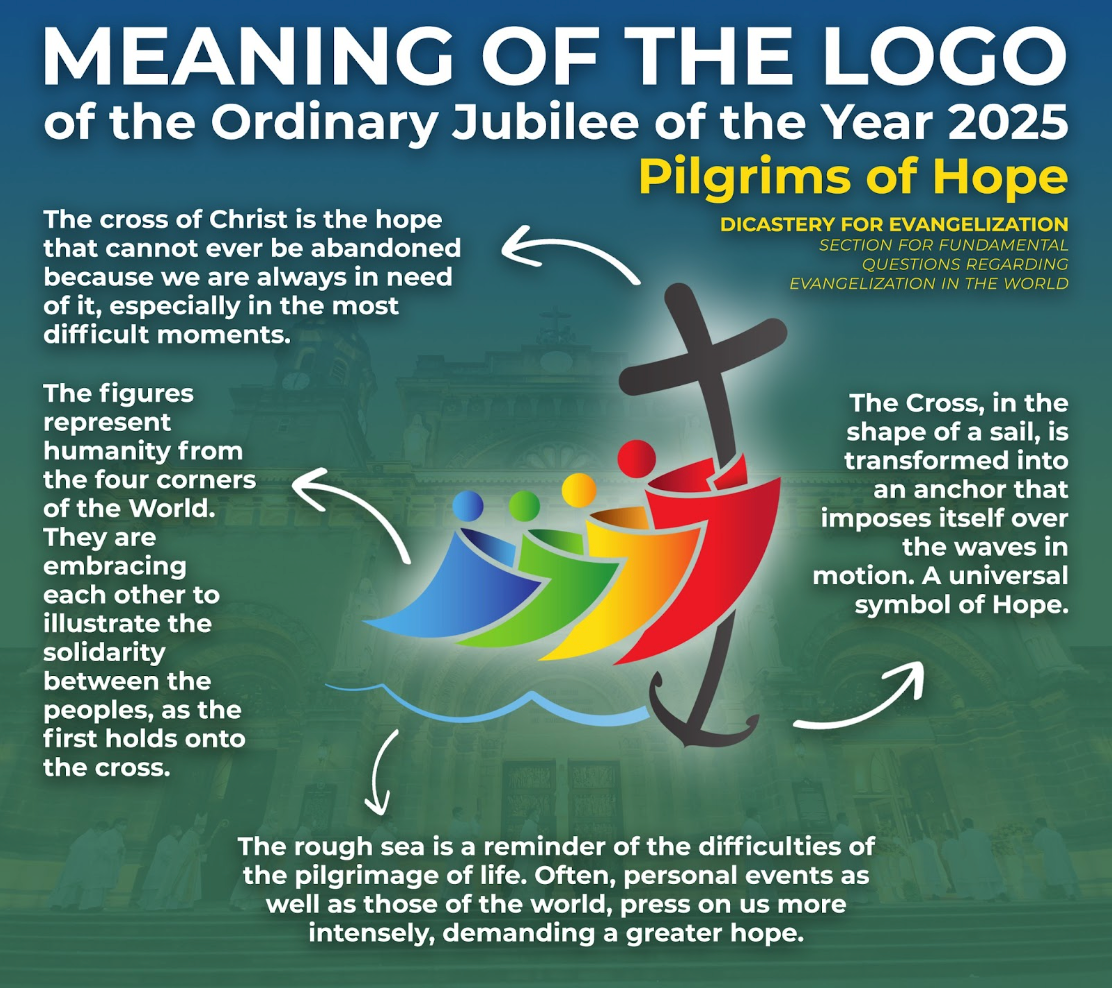 MEANING OF THE LOGO
of the Ordinary Jubilee of the Year 2025
Pilgrims of Hope
DICASTERY FOR EVANGELIZATION
SECTION FOR FUNDAMENTAL
QUESTIONS REGARDING
EVANGELIZATION IN THE WORLD
The cross of Christ is the hope
that cannot ever be abandoned
because we are always in need
of it, especially in the most
difficult moments.
The figures
represent
humanity from
the four corners
of the World.
They are
embracing
each other to
illustrate the
solidarity
between the
peoples, as the
first holds onto
the cross.
The Cross, in the
shape of a sail, is
transformed into
an anchor that
imposes itself over
the waves in
motion. A universal
symbol of Hope.
The rough sea is a reminder of the difficulties of
the pilgrimage of life. Often, personal events as
well as those of the world, press on us more
intensely, demanding a greater hope.